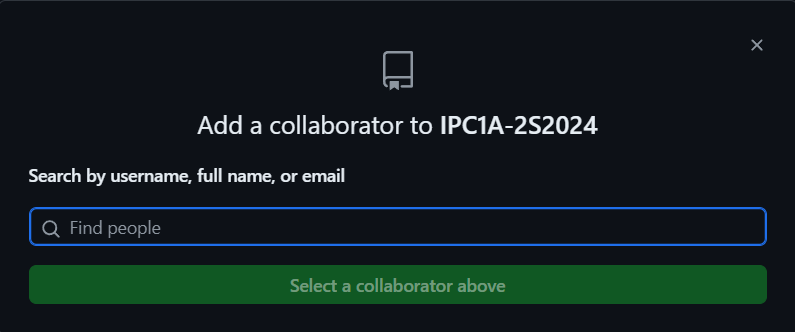 Add a collaborator to IPC1A-2S2024
Search by username, full name, or email
Find people
Select a collaborator above